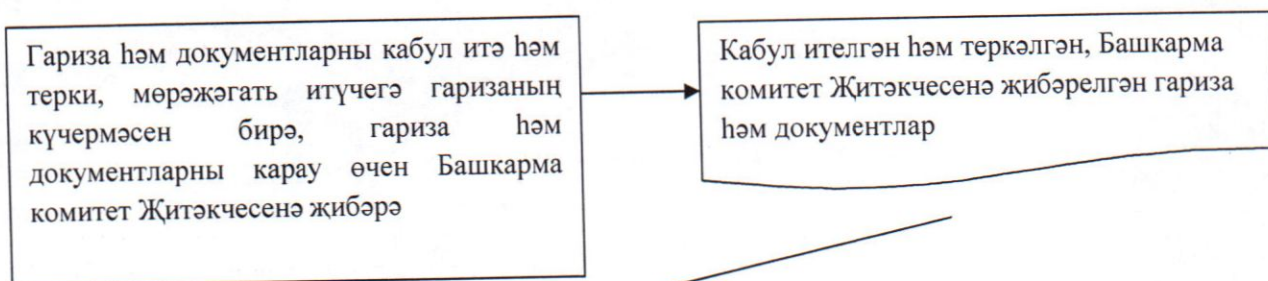 Гариза һәм документларны кабул итә һәм
терки, мөрәҗәгать итүчегә гаризаның
күчермәсен бирә, гариза һәм
документларны карау өчен Башкарма
комитет Җитәкчесенә җибәрә
Кабул ителгән һәм теркәлгән, Башкарма
комитет Җитәкчесенә җибәрелгән гариза
һәм документлар